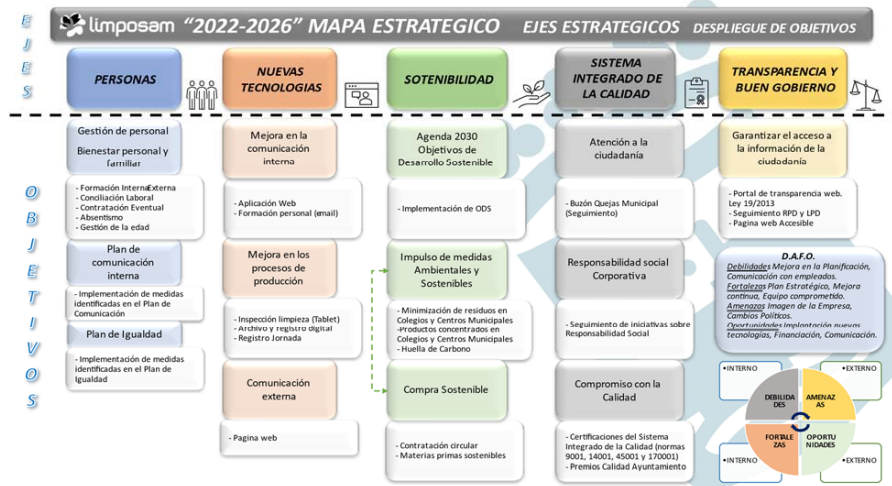 limposam "2022-2026" MAPA ESTRATEGICO EJES ESTRATEGICOS DESPLIEGUE DE OBJETIVOS
EJES
PERSONAS
NUEVAS
TECNOLOGIAS
SOTENIBILIDAD
SISTEMA
INTEGRADO DE
LA CALIDAD
TRANSPARENCIA Y
BUEN GOBIERNO
OBJETIVOS
Gestión de personal
Bienestar personal y
familiar
- Formación Interna-Externa
- Conciliación Laboral
- Contratación Eventual
- Absentismo
- Gestión de la edad
Plan de
comunicación
interna
- Implementación de medidas
identificadas en el Plan de
Comunicación
Plan de Igualdad
- Implementación de medidas
identificadas en el Plan de
Igualdad
Mejora en la
comunicación
interna
- Aplicación Web
- Formación personal (email)
Mejora en los
procesos de
producción
- Inspección limpieza (Tablet)
- Archivo y registro digital
- Registro Jornada
Comunicación
externa
- Pagina web
Agenda 2030
Objetivos de
Desarrollo Sostenible
- Implementación de ODS
Impulso de medidas
Ambientales y
Sostenibles
- Minimización de residuos en
Colegios y Centros Municipales
-Productos concentrados en
Colegios y Centros Municipales
- Huella de Carbono
Compra Sostenible
- Contratación circular
- Materias primas sostenibles
Atención a la
ciudadanía
- Buzón Quejas Municipal
(Seguimiento)
Responsabilidad social
Corporativa
- Seguimiento de iniciativas sobre
Responsabilidad Social
Compromiso con la
Calidad
- Certificaciones del Sistema
Integrado de la Calidad (normas
9001, 14001, 45001 y 170001)
- Premios Calidad Ayuntamiento
Garantizar el acceso a
la información de la
ciudadanía
- Portal de transparencia web.
Ley 19/2013
- Seguimiento RPD y LPD
- Pagina web Accesible
D.A.F.O.
Debilidades Mejora en la Planificación,
Comunicación con empleados.
Fortalezas Plan Estratégico, Mejora
continua, Equipo comprometido.
Amenazas Imagen de la Empresa,
Cambios Políticos.
Oportunidades Implantación nuevas
tecnologías, Financiación, Comunicación.
•INTERNO
•EXTERNO
DEBILIDA
DES
AMENAZ
AS
FORTALE
ZAS
OPORTU
NIDADES
•INTERNO
•EXTERNO